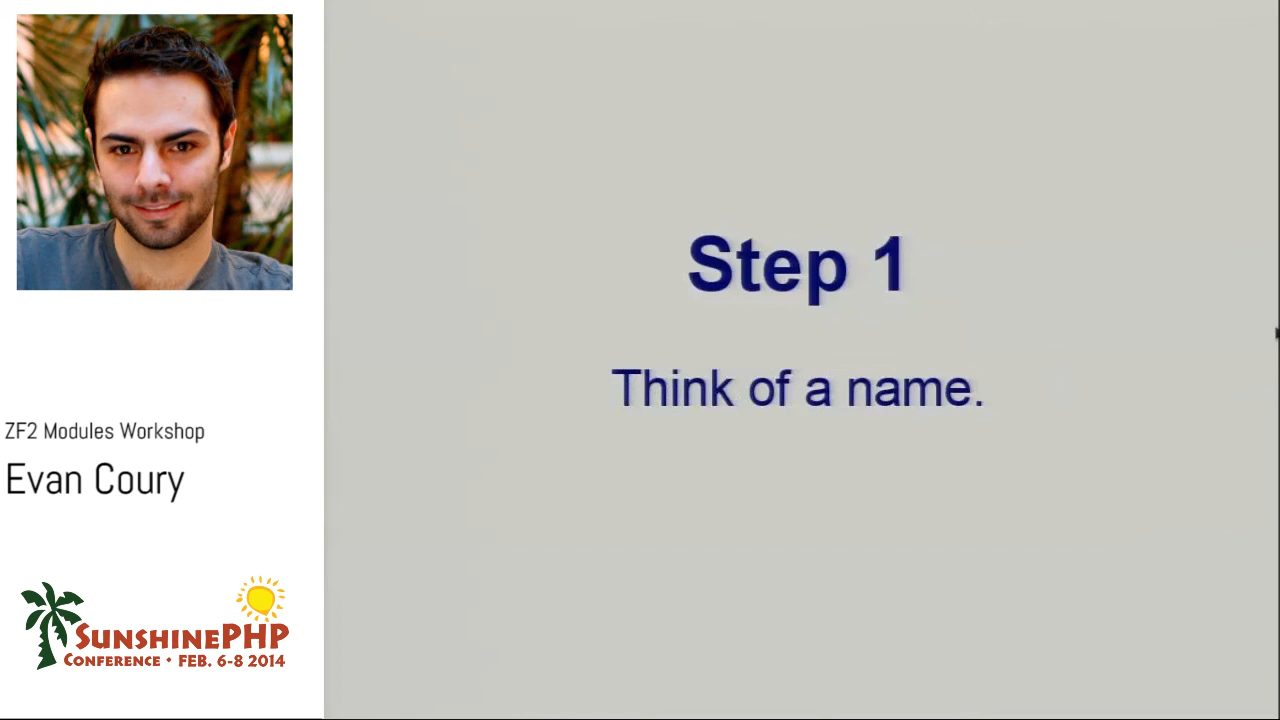 Step 1
Think of a name.
ZF2 Modules Workshop
Evan Coury
SUNSHINEPHP
CONFERENCE • FEB. 6-8 2014